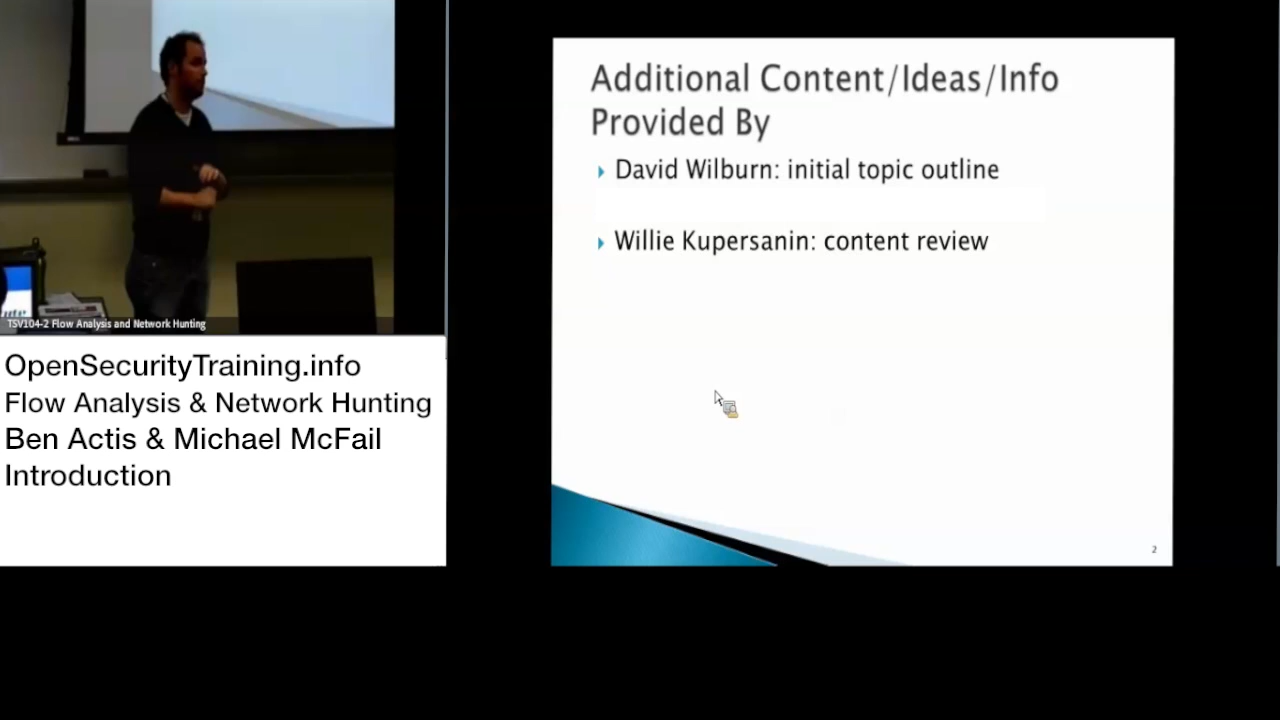 TSV104-2 Flow Analysis and Network Hunting
OpenSecurityTraining.info
Flow Analysis & Network Hunting
Ben Actis & Michael McFail
Introduction
Additional Content/Ideas/Info
Provided By
David Wilburn: initial topic outline
Willie Kupersanin: content review
2